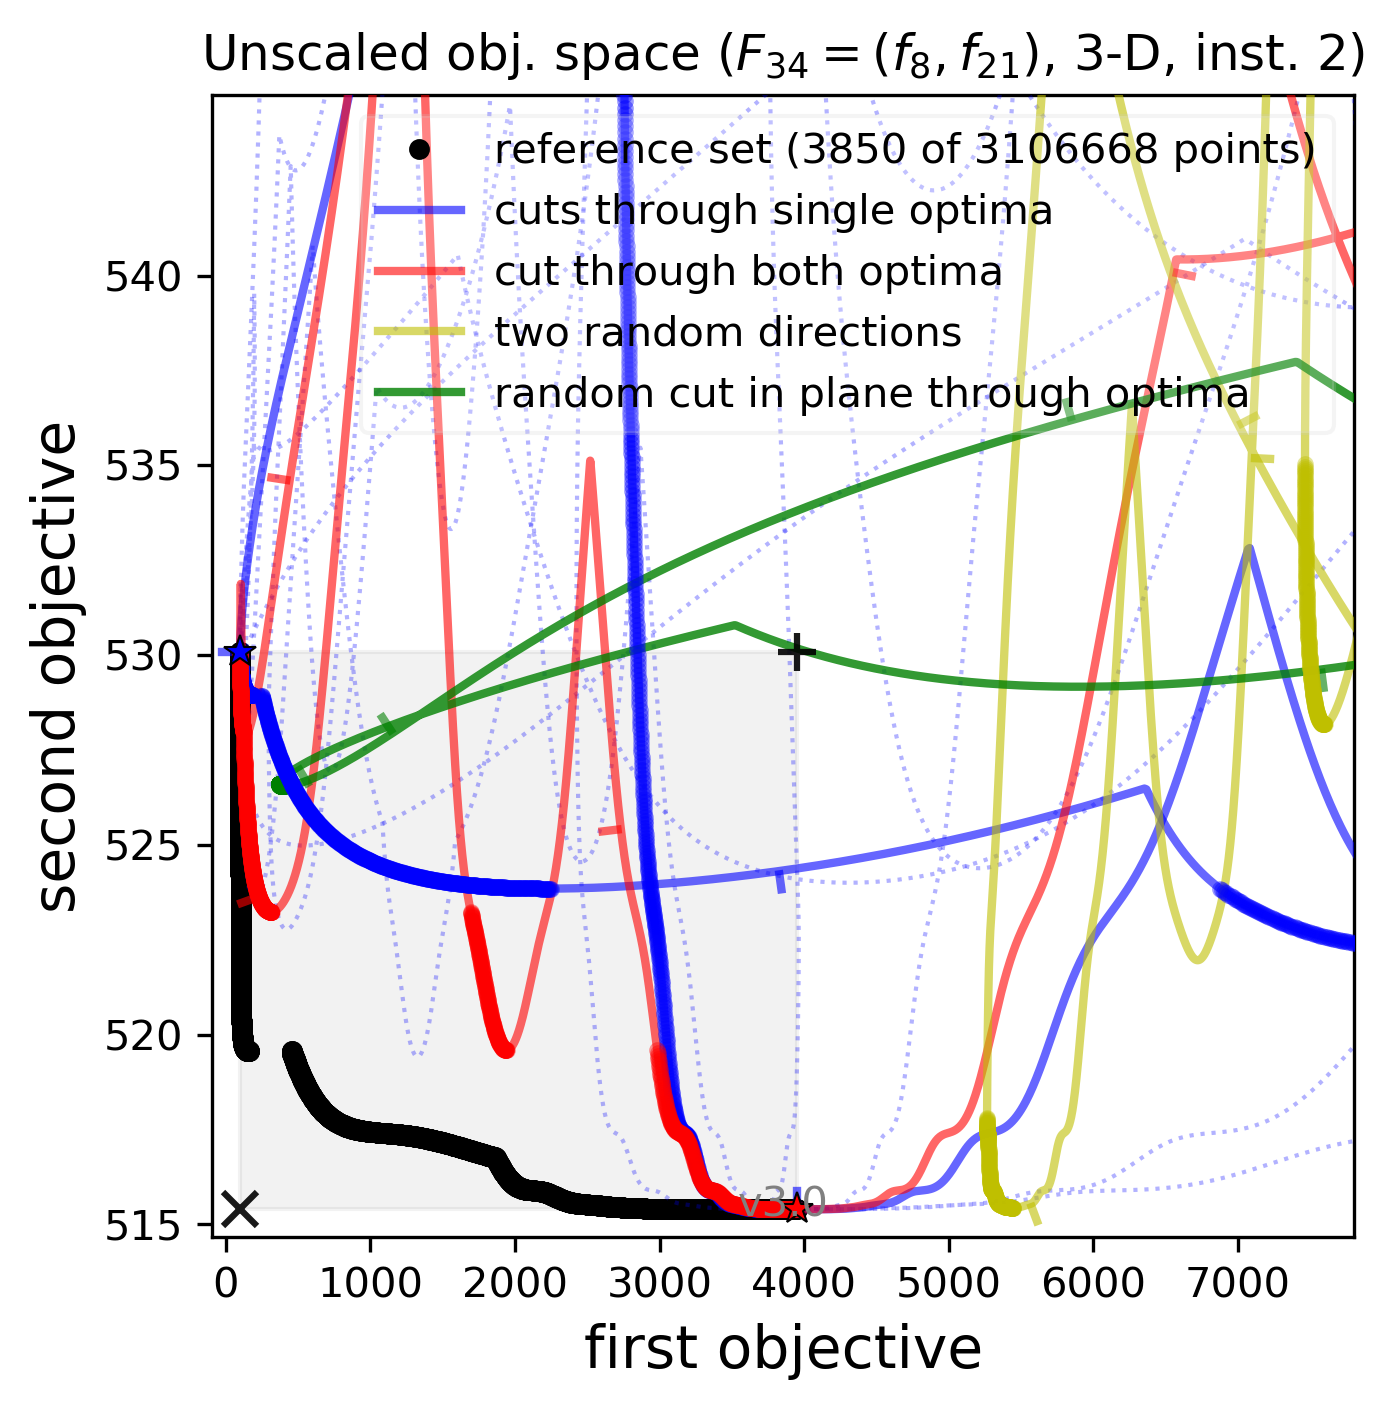 Unscaled obj. space (F34 = (f8, f21), 3-D, inst. 2)
reference set (3850 of 3106668 points)
cuts through single optima
cut through both optima
two random directions
random cut in plane through optima
second objective
540
535
530
525
520
515
v3.0
0 1000 2000 3000 4000 5000 6000 7000
first objective